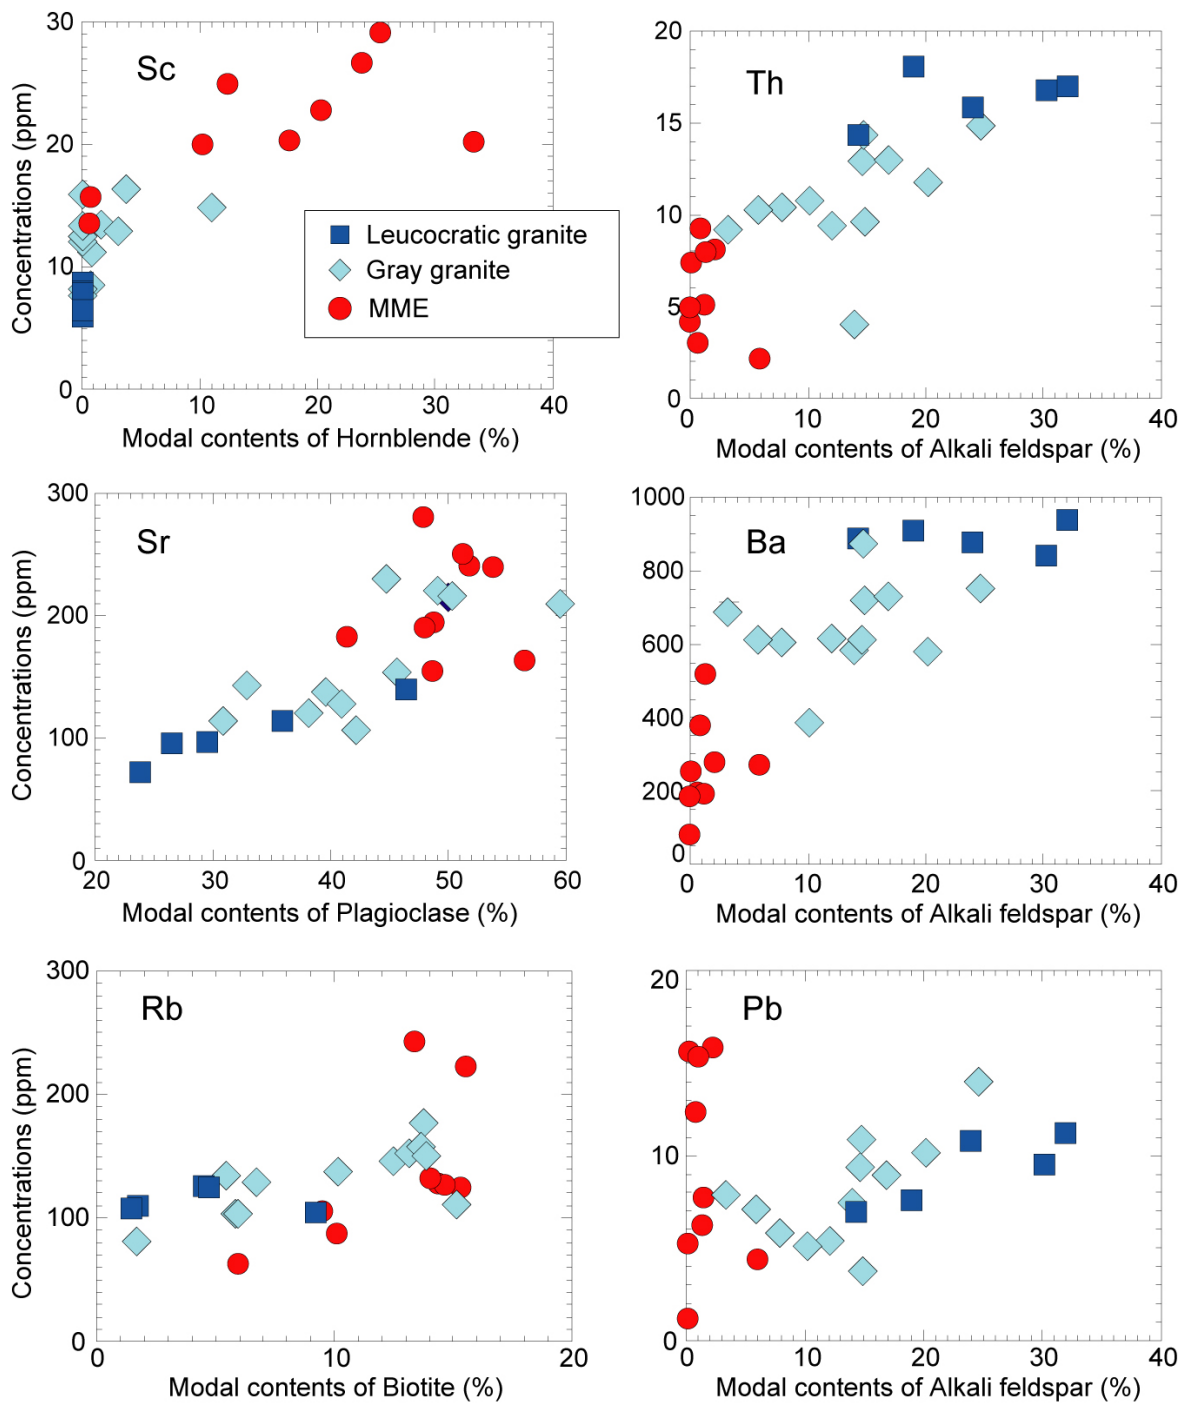 Sc
Concentrations (ppm)
30
20
10
0
0 10 20 30 40
Modal contents of Hornblende (%)
Leucocratic granite
Gray granite
MME
Th
20
15
10
5
0
0 10 20 30 40
Modal contents of Alkali feldspar (%)
Sr
Concentrations (ppm)
300
200
100
0
20 30 40 50 60
Modal contents of Plagioclase (%)
Ba
1000
800
600
400
200
0
0 10 20 30 40
Modal contents of Alkali feldspar (%)
Rb
Concentrations (ppm)
300
200
100
0
0 10 20
Modal contents of Biotite (%)
Pb
20
10
0
0 10 20 30 40
Modal contents of Alkali feldspar (%)